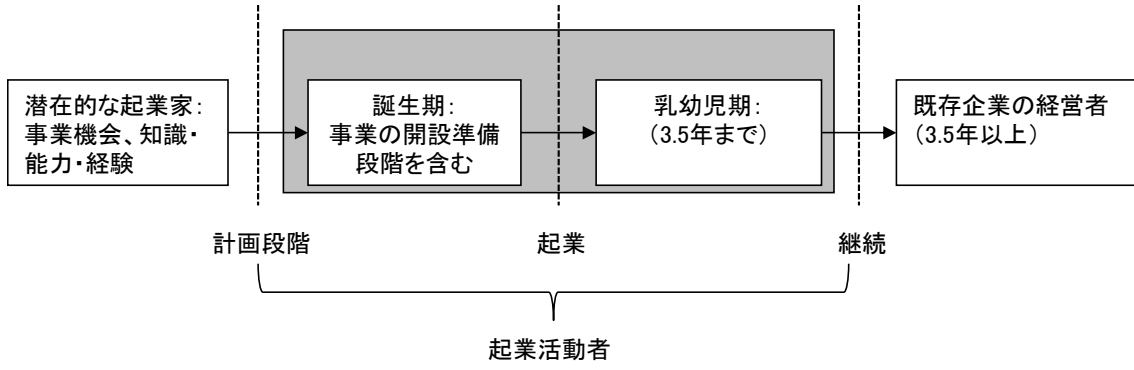 潜在的な起業家：
事業機会、知識・
能力・経験
誕生期：
事業の開設準備
段階を含む
乳幼児期：
（3.5年まで）
既存企業の経営者
（3.5年以上）
計画段階
起業
継続
起業活動者